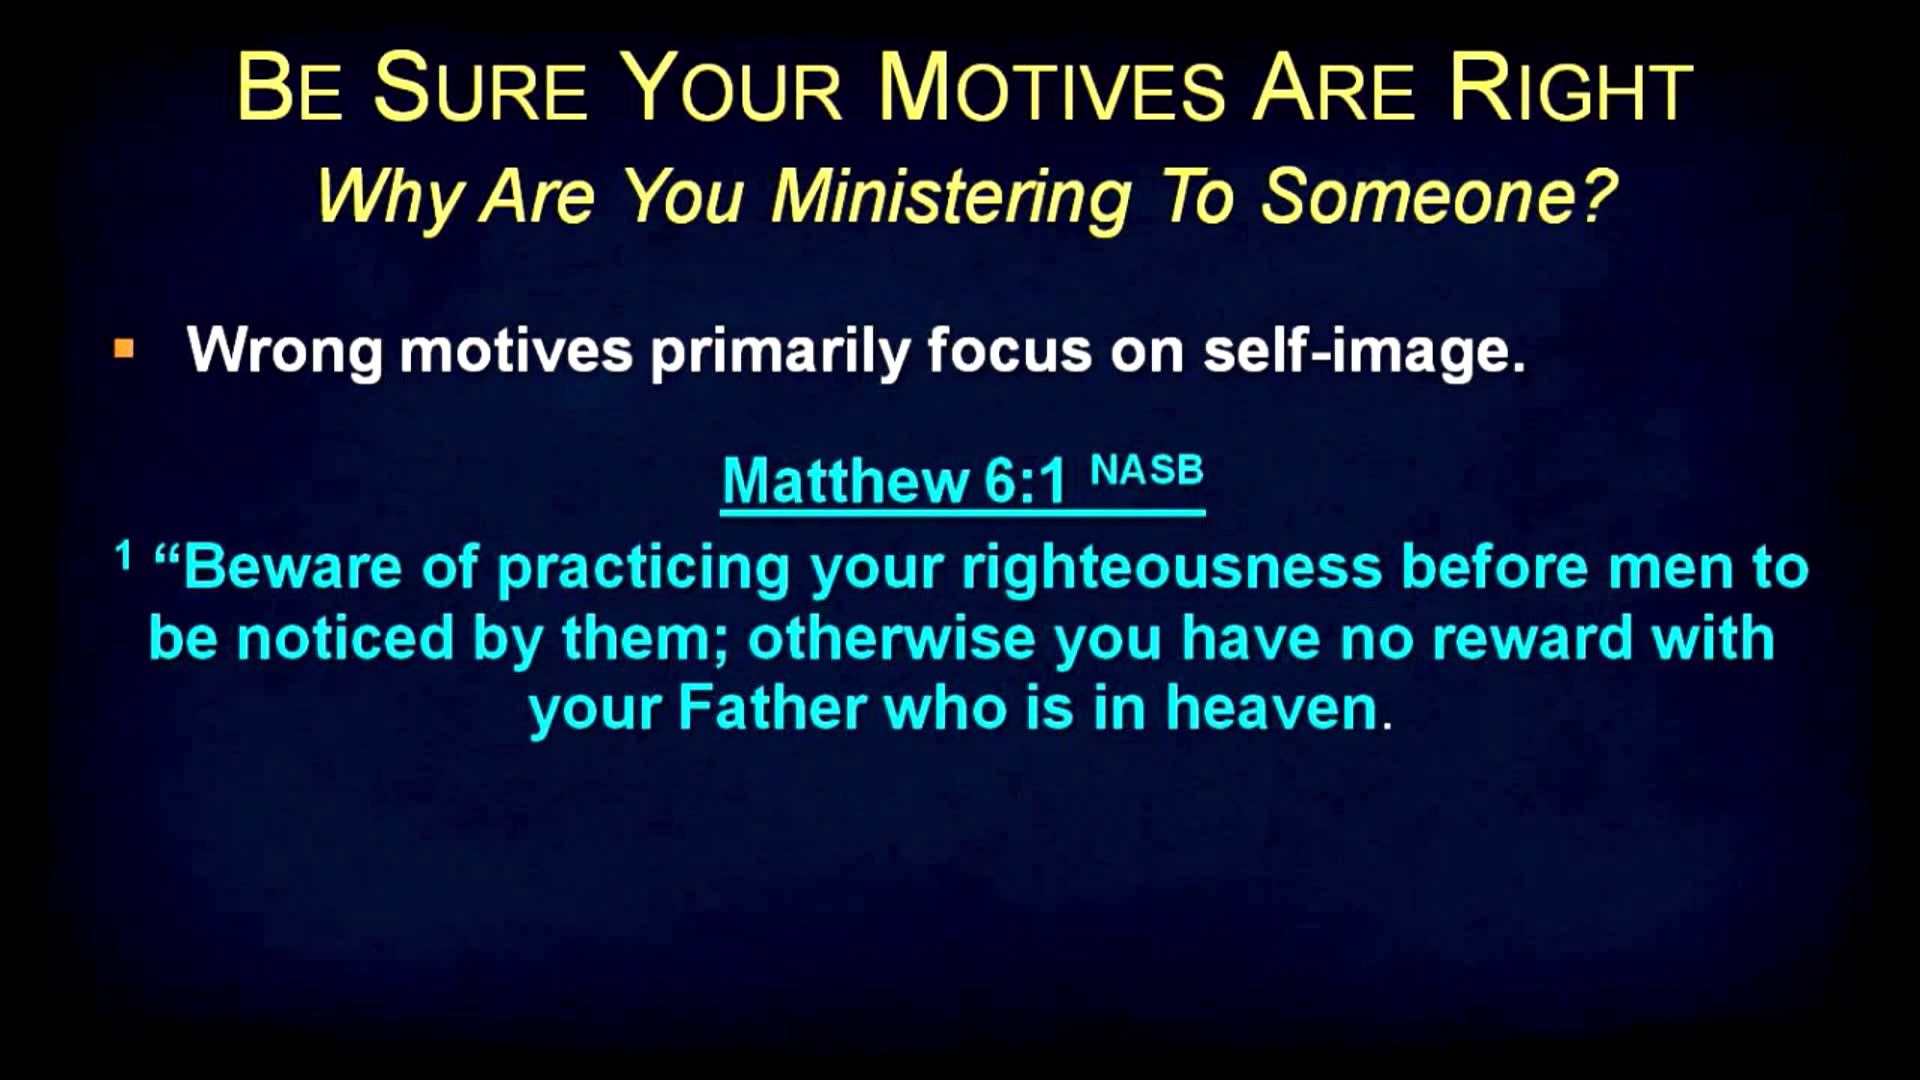 BE SURE YOUR MOTIVES ARE RIGHT
Why Are You Ministering To Someone?
▪ Wrong motives primarily focus on self-image.
Matthew 6:1 NASB
1 “Beware of practicing your righteousness before men to
be noticed by them; otherwise you have no reward with
your Father who is in heaven.